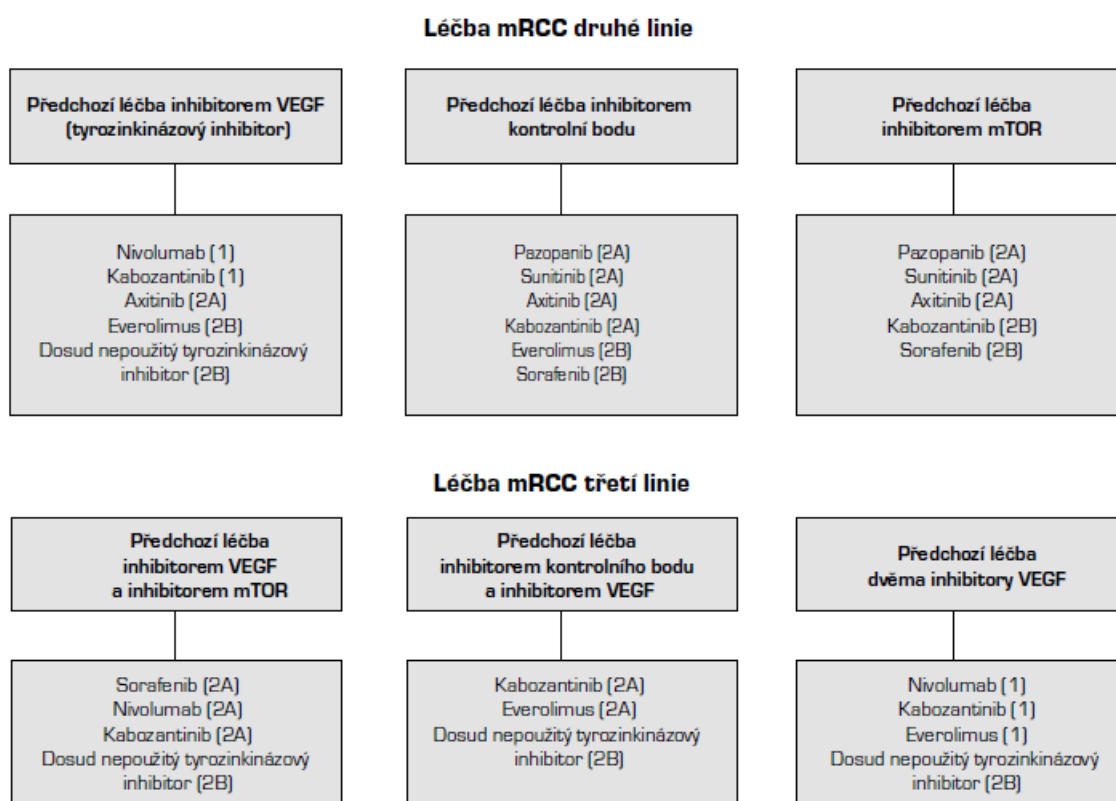 Léčba mRCC druhé linie
Předchozí léčba inhibitorem VEGF
(tyrozinkinázový inhibitor)
Nivolumab (1)
Kabozantinib (1)
Axitinib (2A)
Everolimus (2B)
Dosud nepoužitý tyrozinkinázový
inhibitor (2B)
Předchozí léčba inhibitorem
kontrolní bodu
Pazopanib (2A)
Sunitinib (2A)
Axitinib (2A)
Kabozantinib (2A)
Everolimus (2B)
Sorafenib (2B)
Předchozí léčba
inhibitorem mTOR
Pazopanib (2A)
Sunitinib (2A)
Axitinib (2A)
Kabozantinib (2B)
Sorafenib (2B)
Léčba mRCC třetí linie
Předchozí léčba
inhibitorem VEGF
a inhibitorem mTOR
Sorafenib (2A)
Nivolumab (2A)
Kabozantinib (2A)
Dosud nepoužitý tyrozinkinázový
inhibitor (2B)
Předchozí léčba
inhibitorem kontrolního bodu
a inhibitorem VEGF
Kabozantinib (2A)
Everolimus (2A)
Dosud nepoužitý tyrozinkinázový
inhibitor (2B)
Předchozí léčba
dvěma inhibitory VEGF
Nivolumab (1)
Kabozantinib (1)
Everolimus (1)
Dosud nepoužitý tyrozinkinázový
inhibitor (2B)